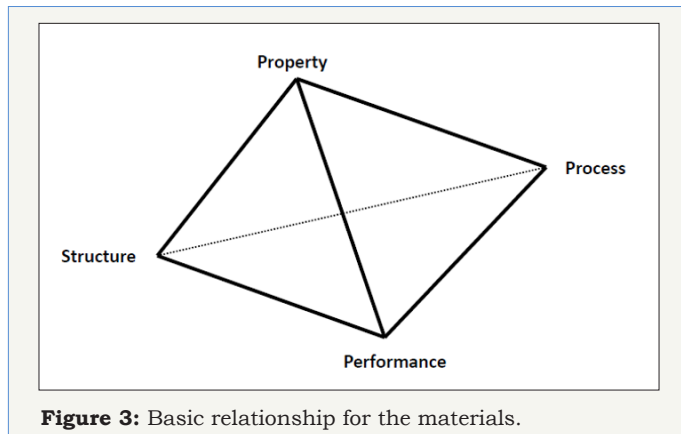 Property
Process
Structure
Performance
Figure 3: Basic relationship for the materials.